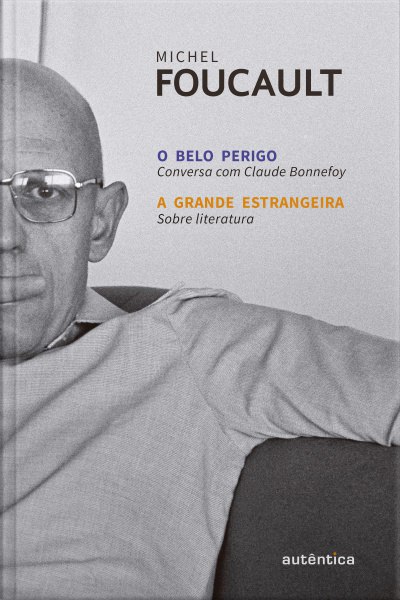 MICHEL
FOUCAULT
O BELO PERIGO
Conversa com Claude Bonnefoy
A GRANDE ESTRANGEIRA
Sobre literatura
autêntica